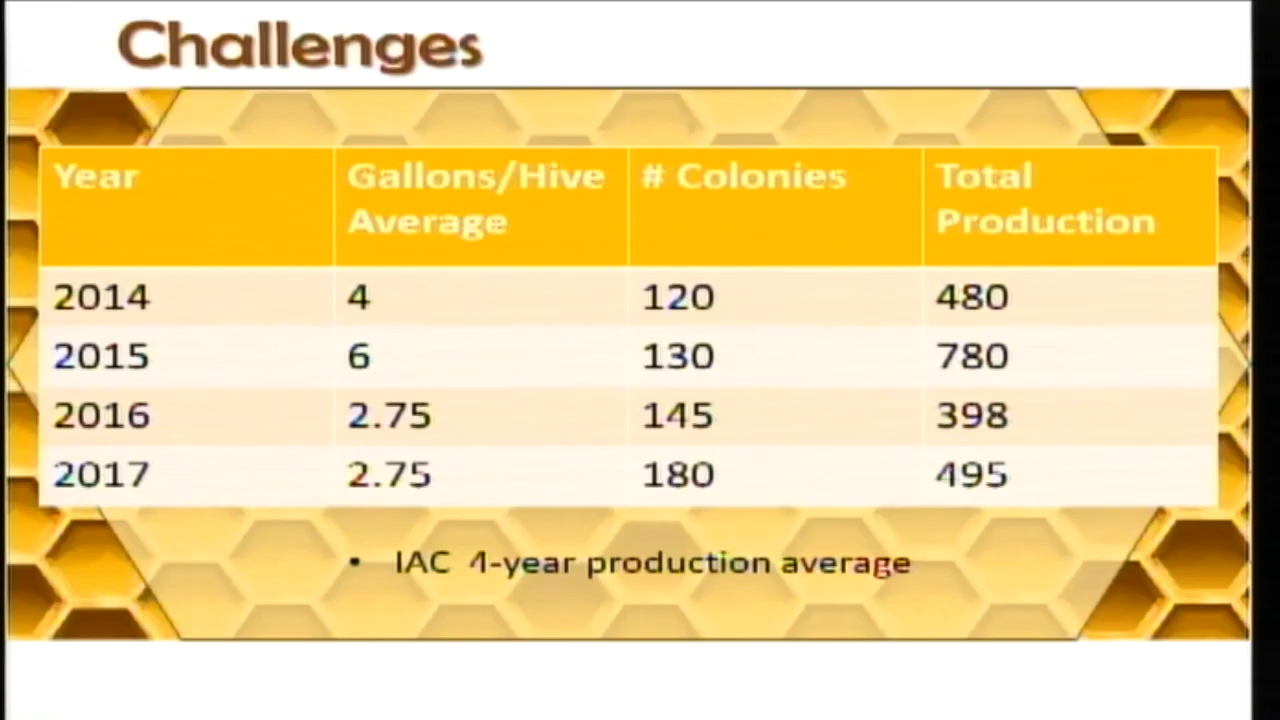 Challenges
Year Gallons/Hive Average # Colonies Total Production
2014 4 120 480
2015 6 130 780
2016 2.75 145 398
2017 2.75 180 495
• IAC 4-year production average